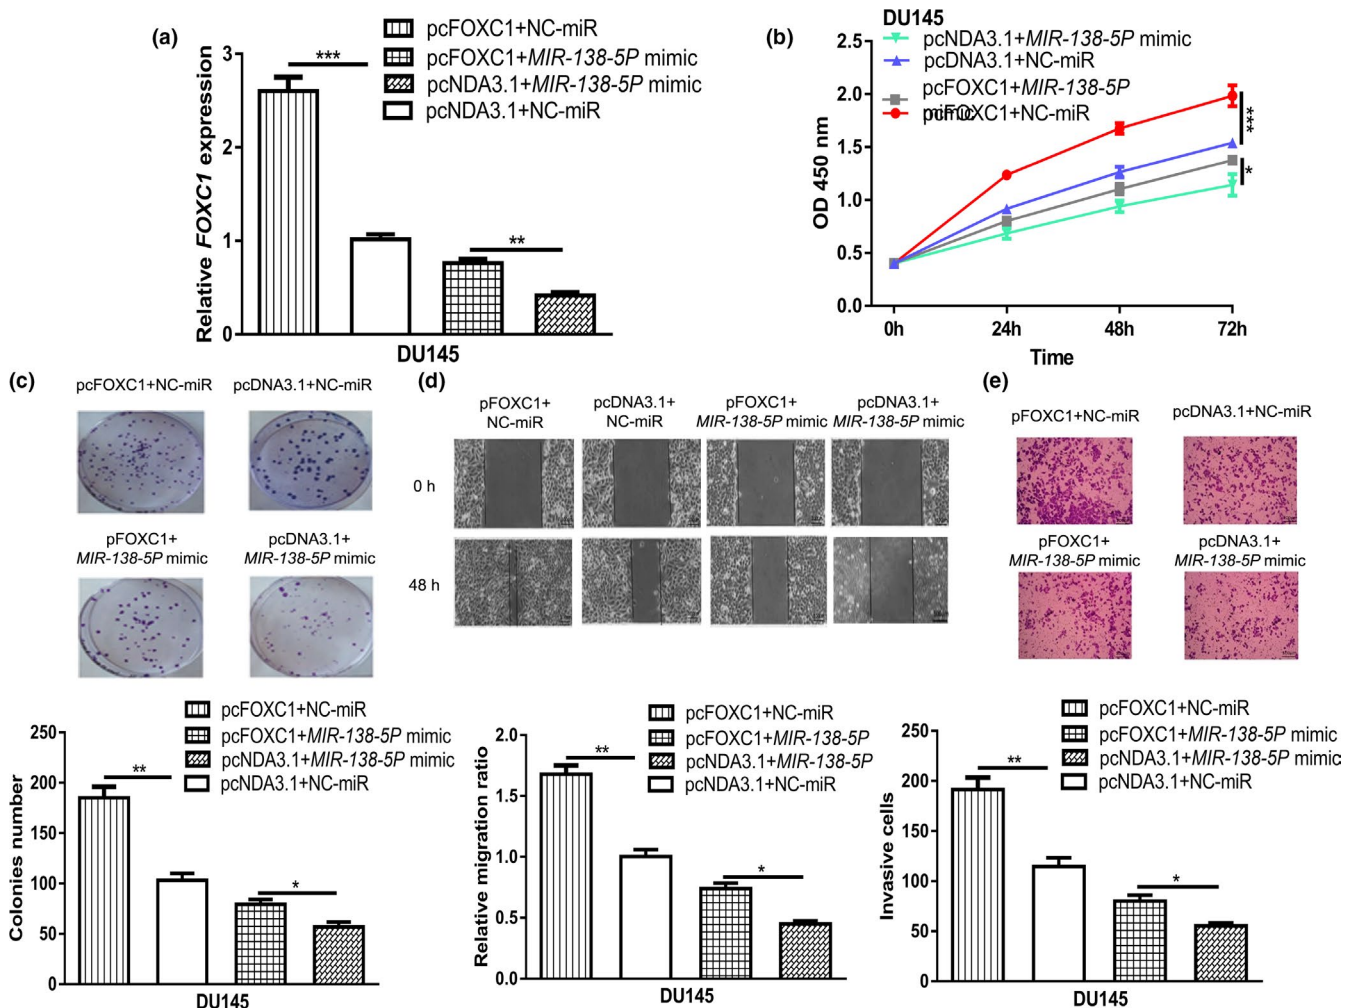 (a)
pcFOXC1+NC-miR
pcFOXC1+MIR-138-5P mimic
pcNDA3.1+MIR-138-5P mimic
pcNDA3.1+NC-miR
***
**
3
2
1
0
Relative FOXC1 expression
DU145
(b)
DU145
pcNDA3.1+MIR-138-5P mimic
pcDNA3.1+NC-miR
pcFOXC1+MIR-138-5P
mimic
pcFOXC1+NC-miR
2.5
2.0
1.5
1.0
0.5
0.0
OD 450 nm
***
*
0h 24h 48h 72h
Time
(c)
pcFOXC1+NC-miR
pcDNA3.1+NC-miR
pFOXC1+
MIR-138-5P mimic
pcDNA3.1+
MIR-138-5P mimic
pcFOXC1+NC-miR
pcFOXC1+MIR-138-5P mimic
pcNDA3.1+MIR-138-5P mimic
pcNDA3.1+NC-miR
**
*
250
200
150
100
50
0
Colonies number
DU145
(d)
pFOXC1+
NC-miR
pcDNA3.1+
NC-miR
pFOXC1+
MIR-138-5P mimic
pcDNA3.1+
MIR-138-5P mimic
0 h
48 h
pcFOXC1+NC-miR
pcFOXC1+MIR-138-5P
pcNDA3.1+MIR-138-5P
pcNDA3.1+NC-miR
**
*
2.0
1.5
1.0
0.5
0.0
Relative migration ratio
DU145
(e)
pFOXC1+NC-miR
pcDNA3.1+NC-miR
pFOXC1+
MIR-138-5P mimic
pcDNA3.1+
MIR-138-5P mimic
pcFOXC1+NC-miR
pcFOXC1+MIR-138-5P mimic
pcNDA3.1+MIR-138-5P mimic
pcNDA3.1+NC-miR
**
*
250
200
150
100
50
0
Invasive cells
DU145